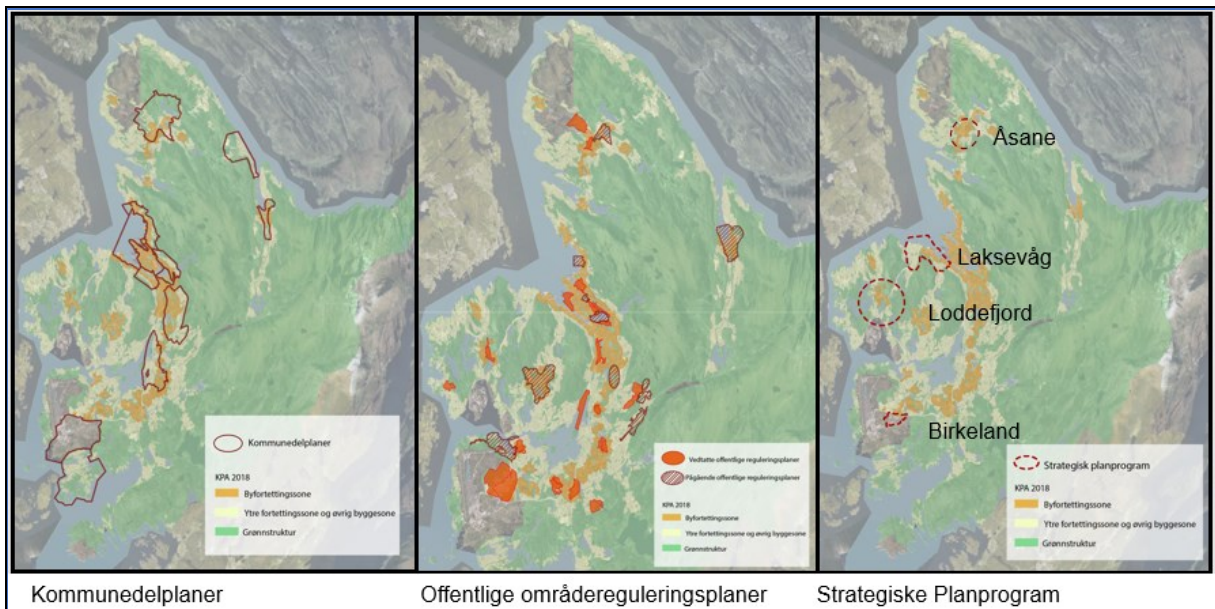 Kommunedelplaner
KPA 2018
Byfortettingssone
Ytre fortettingssone og øvrig byggesone
Grønnstruktur
Kommunedelplaner
Vedtatte offentlige reguleringsplaner
Pågående offentlige reguleringsplaner
KPA 2018
Byfortettingssone
Ytre fortettingssone og øvrig byggesone
Grønnstruktur
Offentlige områdereguleringsplaner
Åsane
Laksevåg
Loddefjord
Birkeland
Strategisk planprogram
KPA 2018
Byfortettingssone
Ytre fortettingssone og øvrig byggesone
Grønnstruktur
Strategiske Planprogram